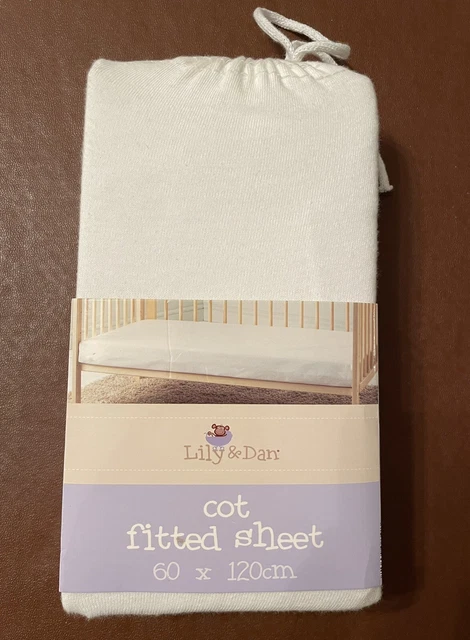 Lily & Dan
cot
fitted sheet
60 x 120cm